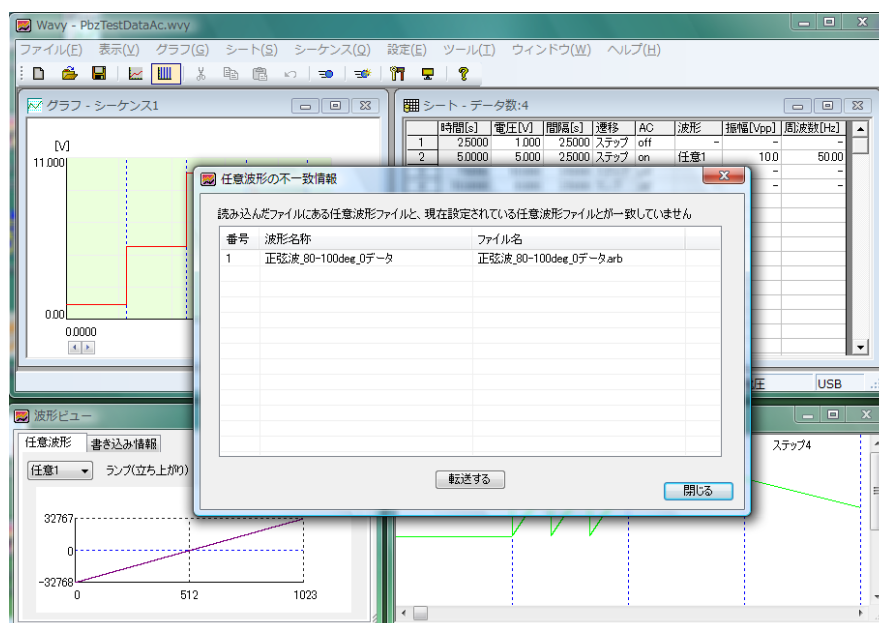 Wavy - PbzTestDataAc.wvy
ファイル(F) 表示(V) グラフ(G) シート(S) シーケンス(Q) 設定(E) ツール(T) ウィンドウ(W) ヘルプ(H)
グラフ - シーケンス1
[V]
11.000
0.00
0.0000
シート - データ数:4
時間[s] 電圧[V] 間隔[s] 遷移 AC 波形 振幅[Vpp] 周波数[Hz]
1 2.5000 1.000 2.5000 ステップ off - - -
2 5.0000 5.000 2.5000 ステップ on 任意1 10.0 50.00
任意波形の不一致情報
読み込んだファイルにある任意波形ファイルと、現在設定されている任意波形ファイルとが一致していません
番号 波形名称 ファイル名
1 正弦波_80-100deg_0データ 正弦波_80-100deg_0データ.arb
転送する
閉じる
圧 USB
波形ビュー
任意波形 書き込み情報
任意1 ランプ(立ち上がり)
32767
0
-32768
0 512 1023
ステップ4